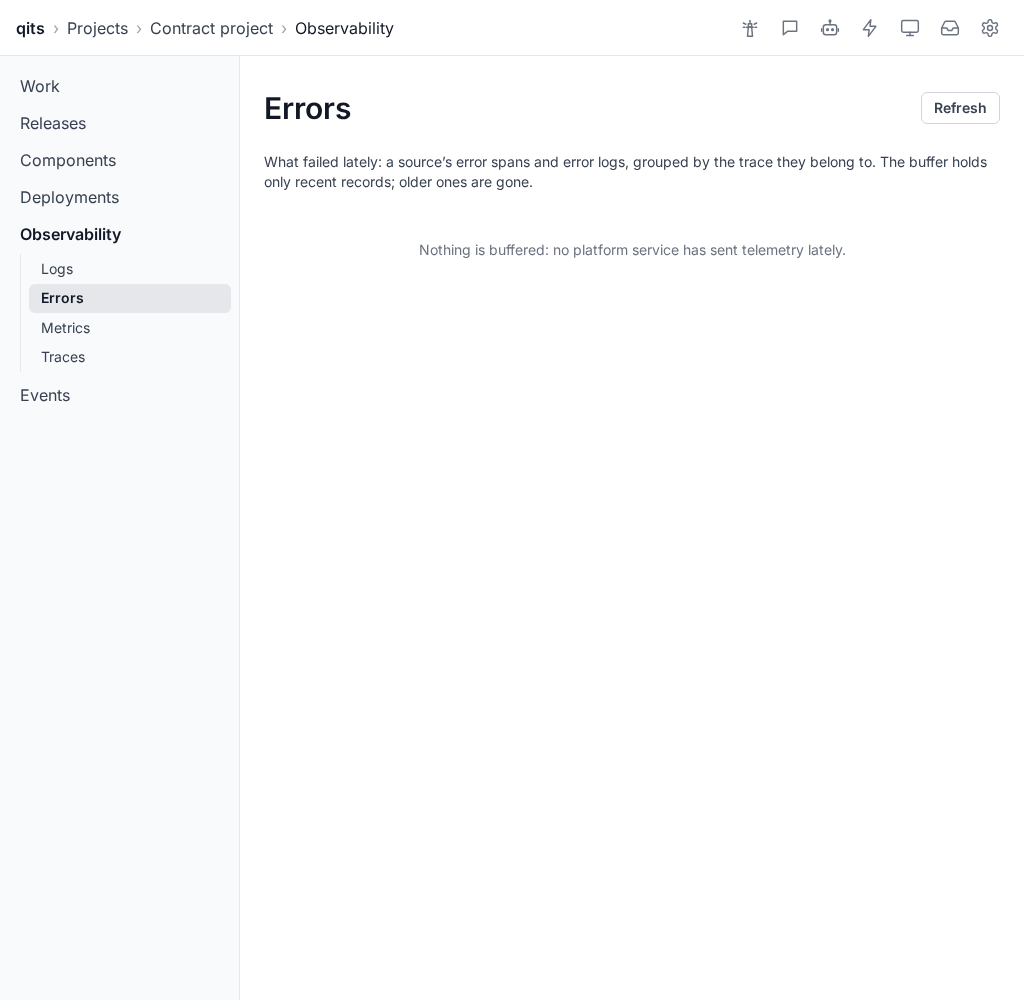 qits › Projects › Contract project › Observability
Work
Releases
Components
Deployments
Observability
Logs
Errors
Metrics
Traces
Events
Errors
Refresh
What failed lately: a source’s error spans and error logs, grouped by the trace they belong to. The buffer holds
only recent records; older ones are gone.
Nothing is buffered: no platform service has sent telemetry lately.